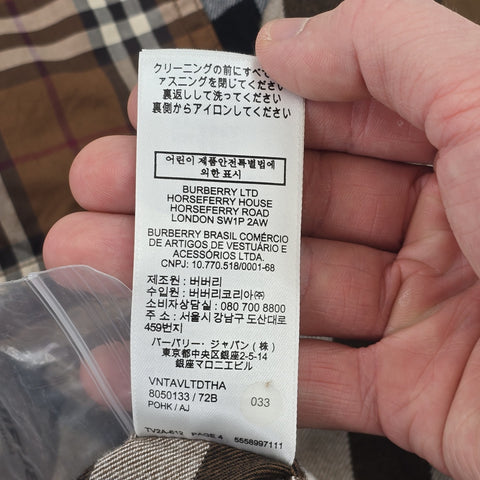 クリーニングの前にすべて
ァスニングを閉じてください
裏返しして洗ってください
裏側からアイロンしてください
어린이 제품안전특별법에
의한 표시
BURBERRY LTD
HORSEFERRY HOUSE
HORSEFERRY ROAD
LONDON SW1P 2AW
BURBERRY BRASIL COMÉRCIO
DE ARTIGOS DE VESTUÁRIO E
ACESSÓRIOS LTDA.
CNPJ: 10.770.518/0001-68
제조원 : 버버리
수입원 : 버버리코리아㈜
소비자상담실 : 080 700 8800
주 소 : 서울시 강남구 도산대로
459번지
バーバリー・ジャパン (株)
東京都中央区銀座2-5-14
銀座マロニエビル
VNTAVLTDTHA
8050133 / 72B
033
POHK / AJ
TV2A-612 PAGE 4 5558997111